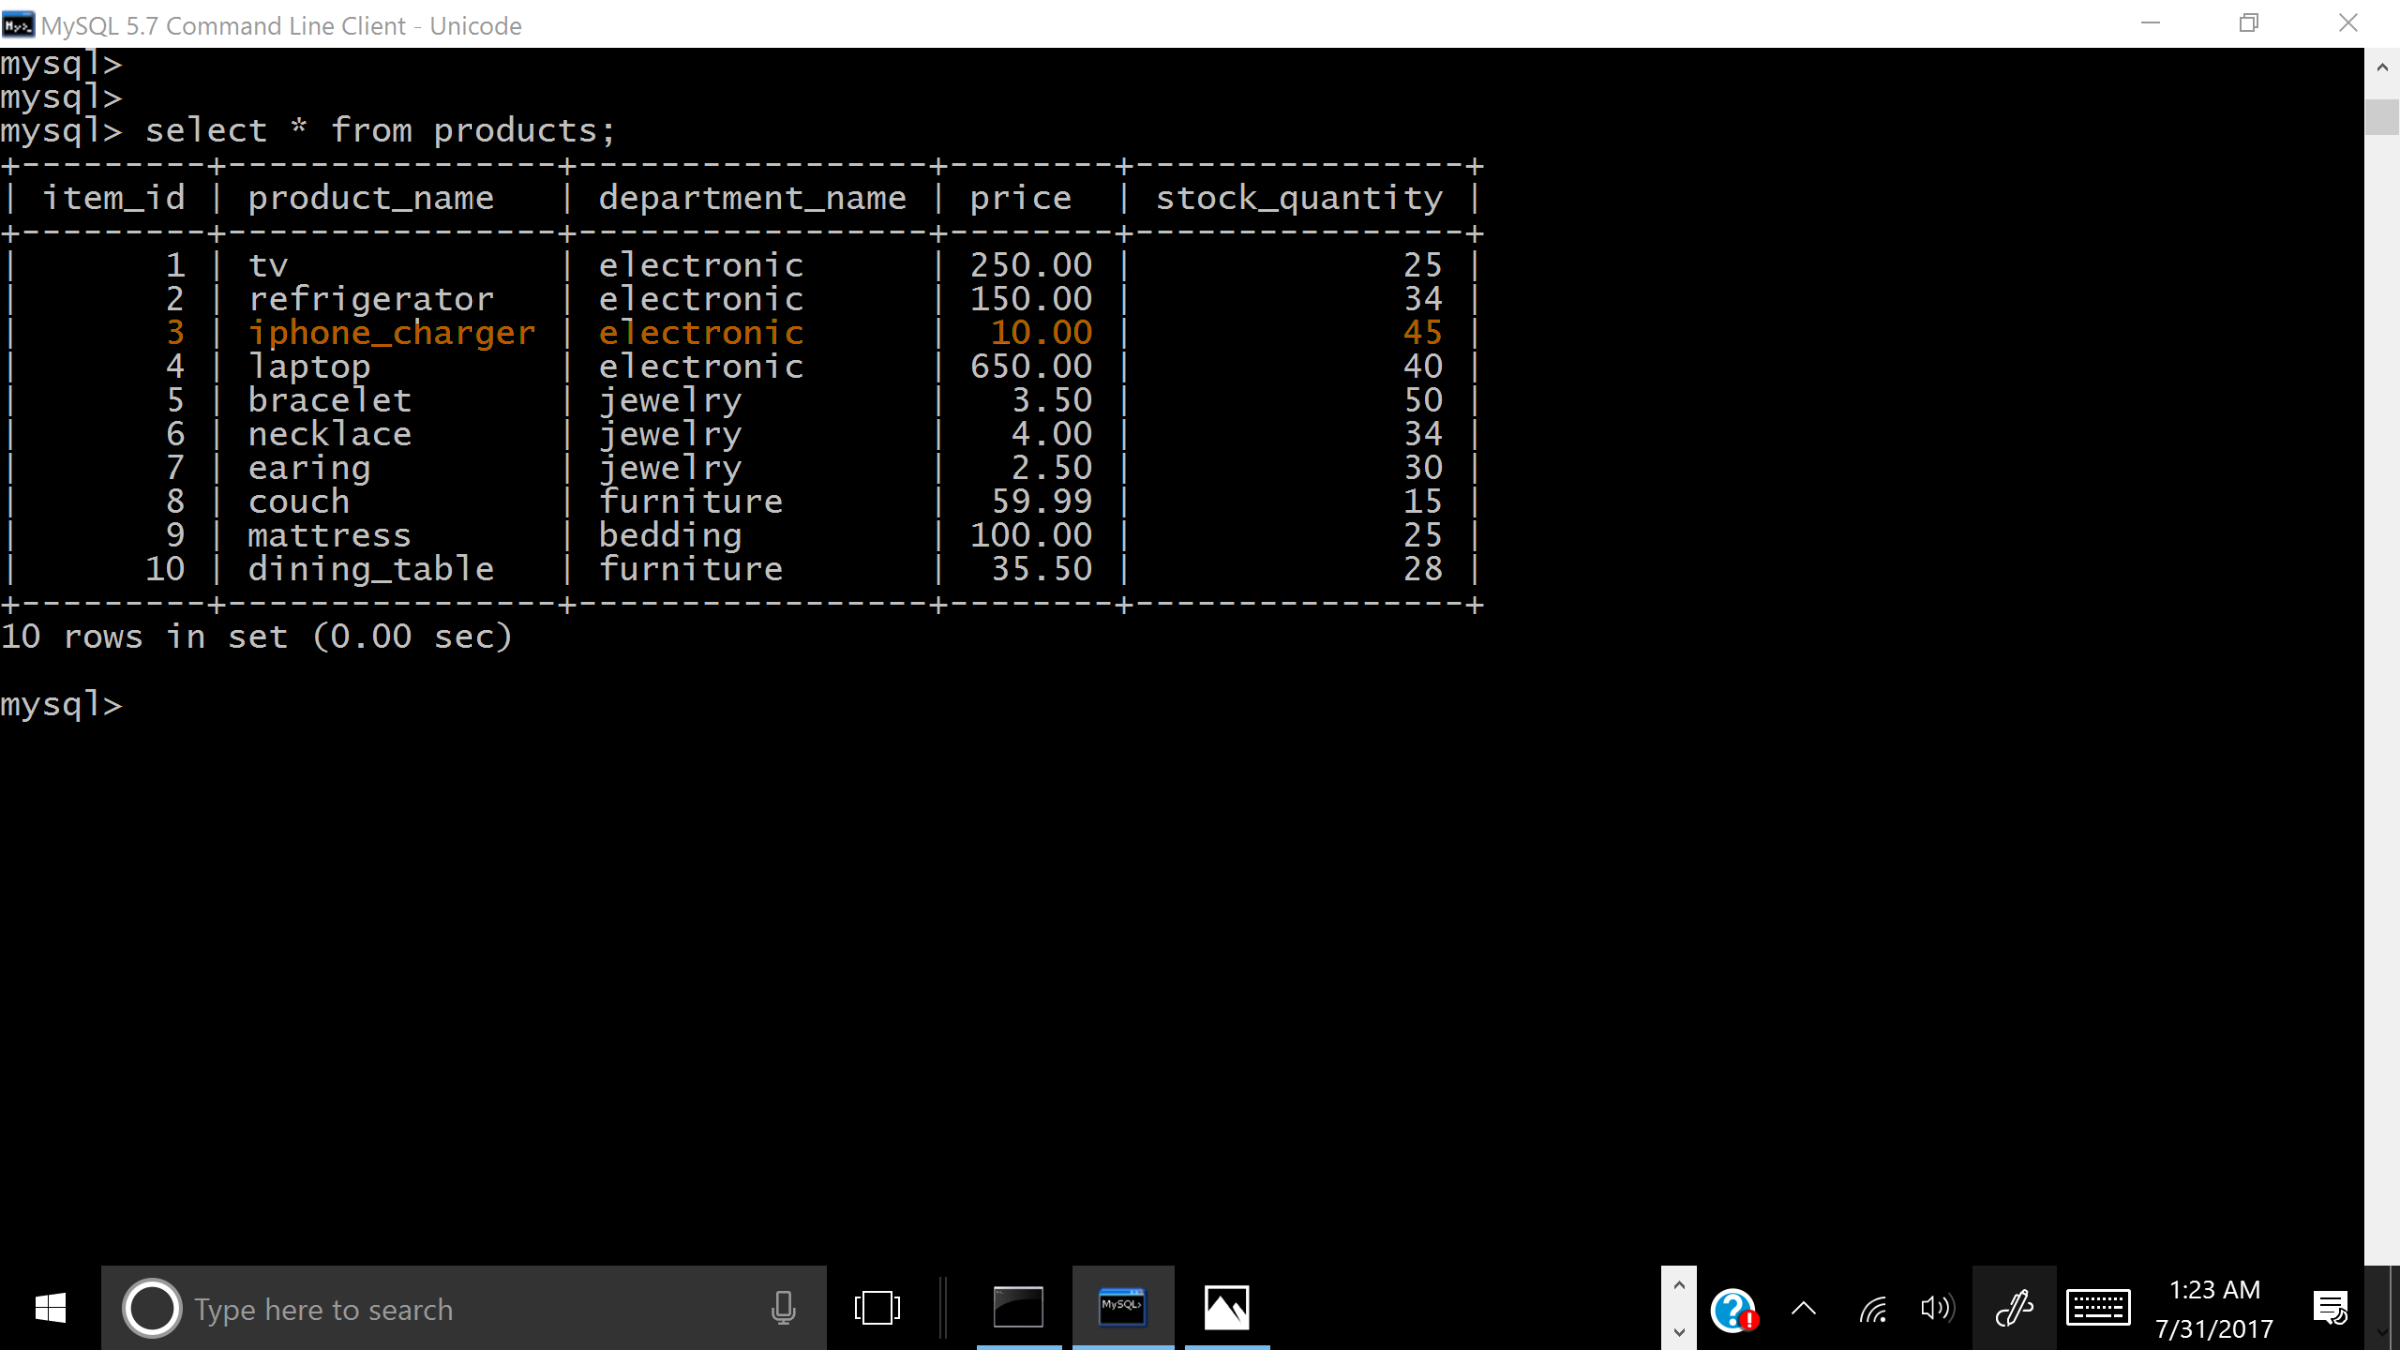 MySQL 5.7 Command Line Client - Unicode
mysql>
mysql>
mysql> select * from products;
+---------+----------------+-----------------+--------+----------------+
| item_id | product_name   | department_name | price  | stock_quantity |
+---------+----------------+-----------------+--------+----------------+
|       1 | tv             | electronic      | 250.00 |             25 |
|       2 | refrigerator   | electronic      | 150.00 |             34 |
|       3 | iphone_charger | electronic      |  10.00 |             45 |
|       4 | laptop         | electronic      | 650.00 |             40 |
|       5 | bracelet       | jewelry         |   3.50 |             50 |
|       6 | necklace       | jewelry         |   4.00 |             34 |
|       7 | earing         | jewelry         |   2.50 |             30 |
|       8 | couch          | furniture       |  59.99 |             15 |
|       9 | mattress       | bedding         | 100.00 |             25 |
|      10 | dining_table   | furniture       |  35.50 |             28 |
+---------+----------------+-----------------+--------+----------------+
10 rows in set (0.00 sec)
mysql>
Type here to search
MySQL>
1:23 AM
7/31/2017